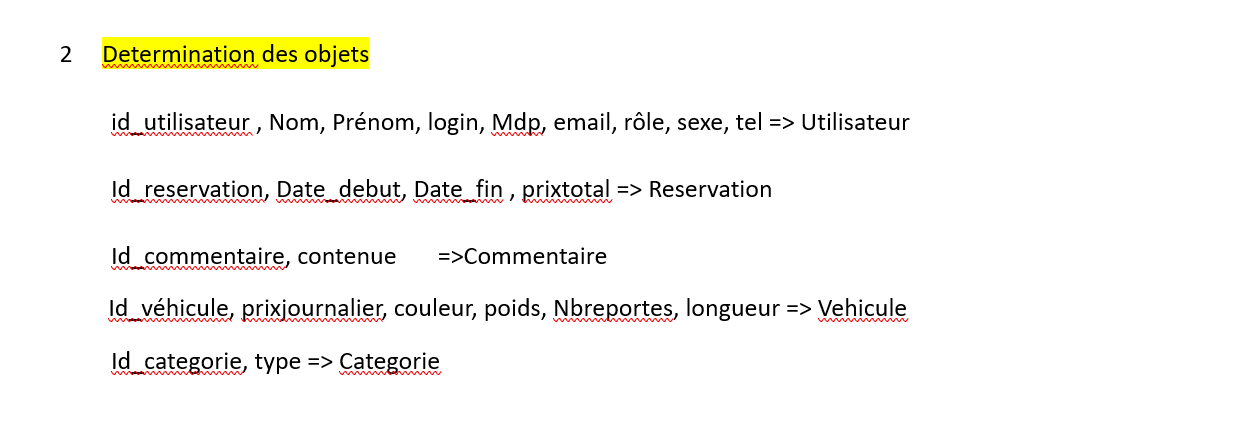 2 Determination des objets
id_utilisateur , Nom, Prénom, login, Mdp, email, rôle, sexe, tel => Utilisateur
Id_reservation, Date_debut, Date_fin , prixtotal => Reservation
Id_commentaire, contenue =>Commentaire
Id_véhicule, prixjournalier, couleur, poids, Nbreportes, longueur => Vehicule
Id_categorie, type => Categorie